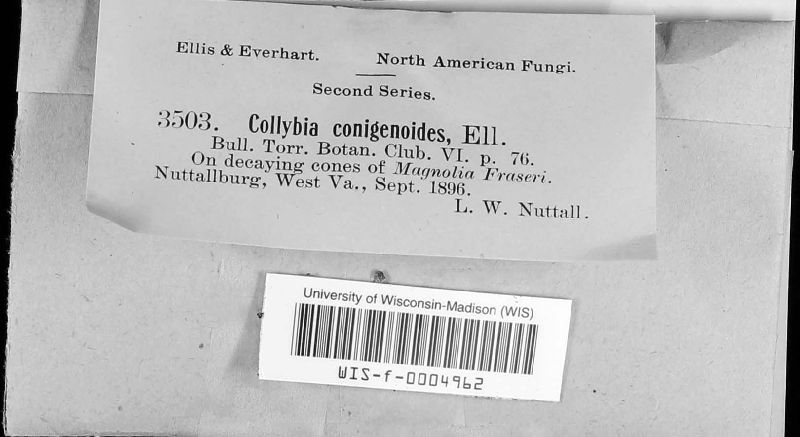 Ellis & Everhart. North American Fungi.
Second Series.
3503. Collybia conigenoides, Ell.
Bull. Torr. Botan. Club. VI. p. 76.
On decaying cones of Magnolia Fraseri.
Nuttallburg, West Va., Sept. 1896.
L. W. Nuttall.
University of Wisconsin-Madison (WIS)
WIS-f-0004962